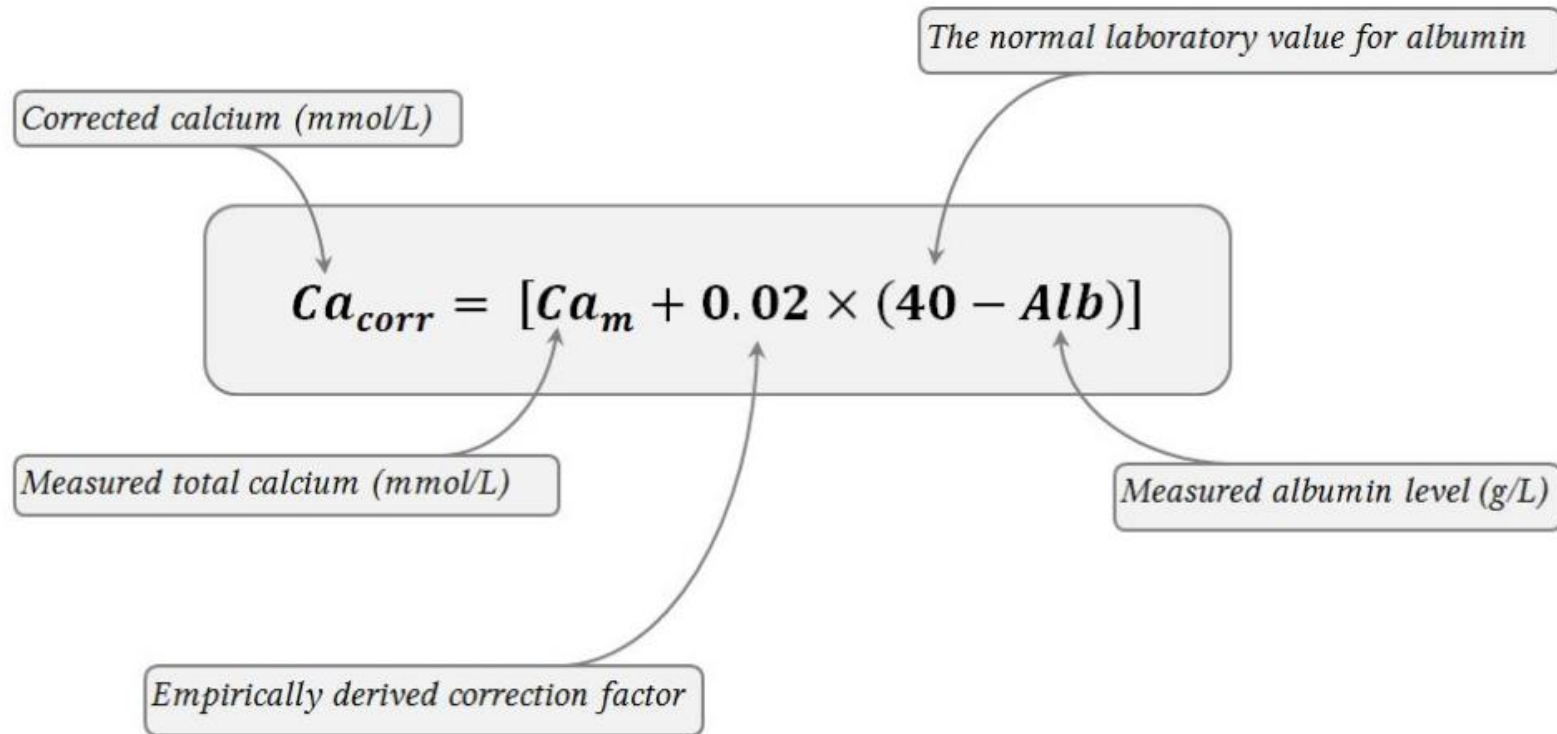 The normal laboratory value for albumin
Corrected calcium (mmol/L)
Ca_corr = [Ca_m + 0.02 × (40 − Alb)]
Measured total calcium (mmol/L)
Measured albumin level (g/L)
Empirically derived correction factor